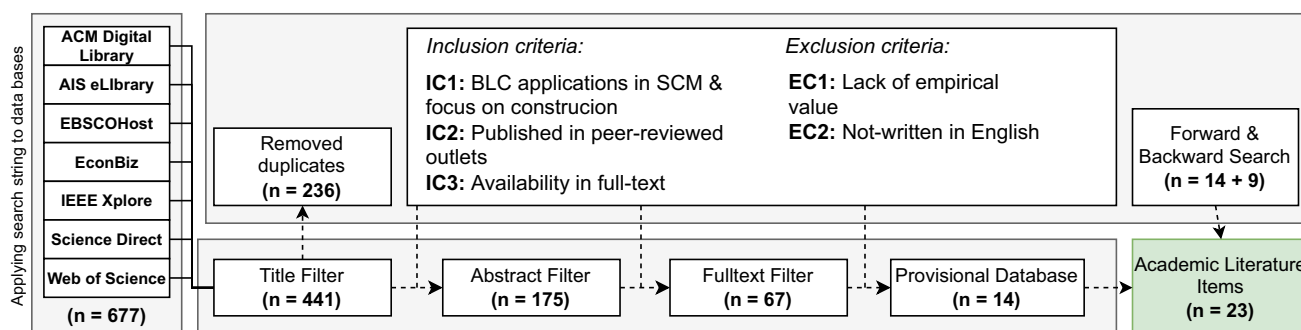 Applying search string to data bases
ACM Digital
Library
AIS eLIbrary
EBSCOHost
EconBiz
IEEE Xplore
Science Direct
Web of Science
(n = 677)
Removed
duplicates
(n = 236)
Inclusion criteria:
IC1: BLC applications in SCM &
focus on construcion
IC2: Published in peer-reviewed
outlets
IC3: Availability in full-text
Exclusion criteria:
EC1: Lack of empirical
value
EC2: Not-written in English
Forward &
Backward Search
(n = 14 + 9)
Title Filter
(n = 441)
Abstract Filter
(n = 175)
Fulltext Filter
(n = 67)
Provisional Database
(n = 14)
Academic Literature
Items
(n = 23)